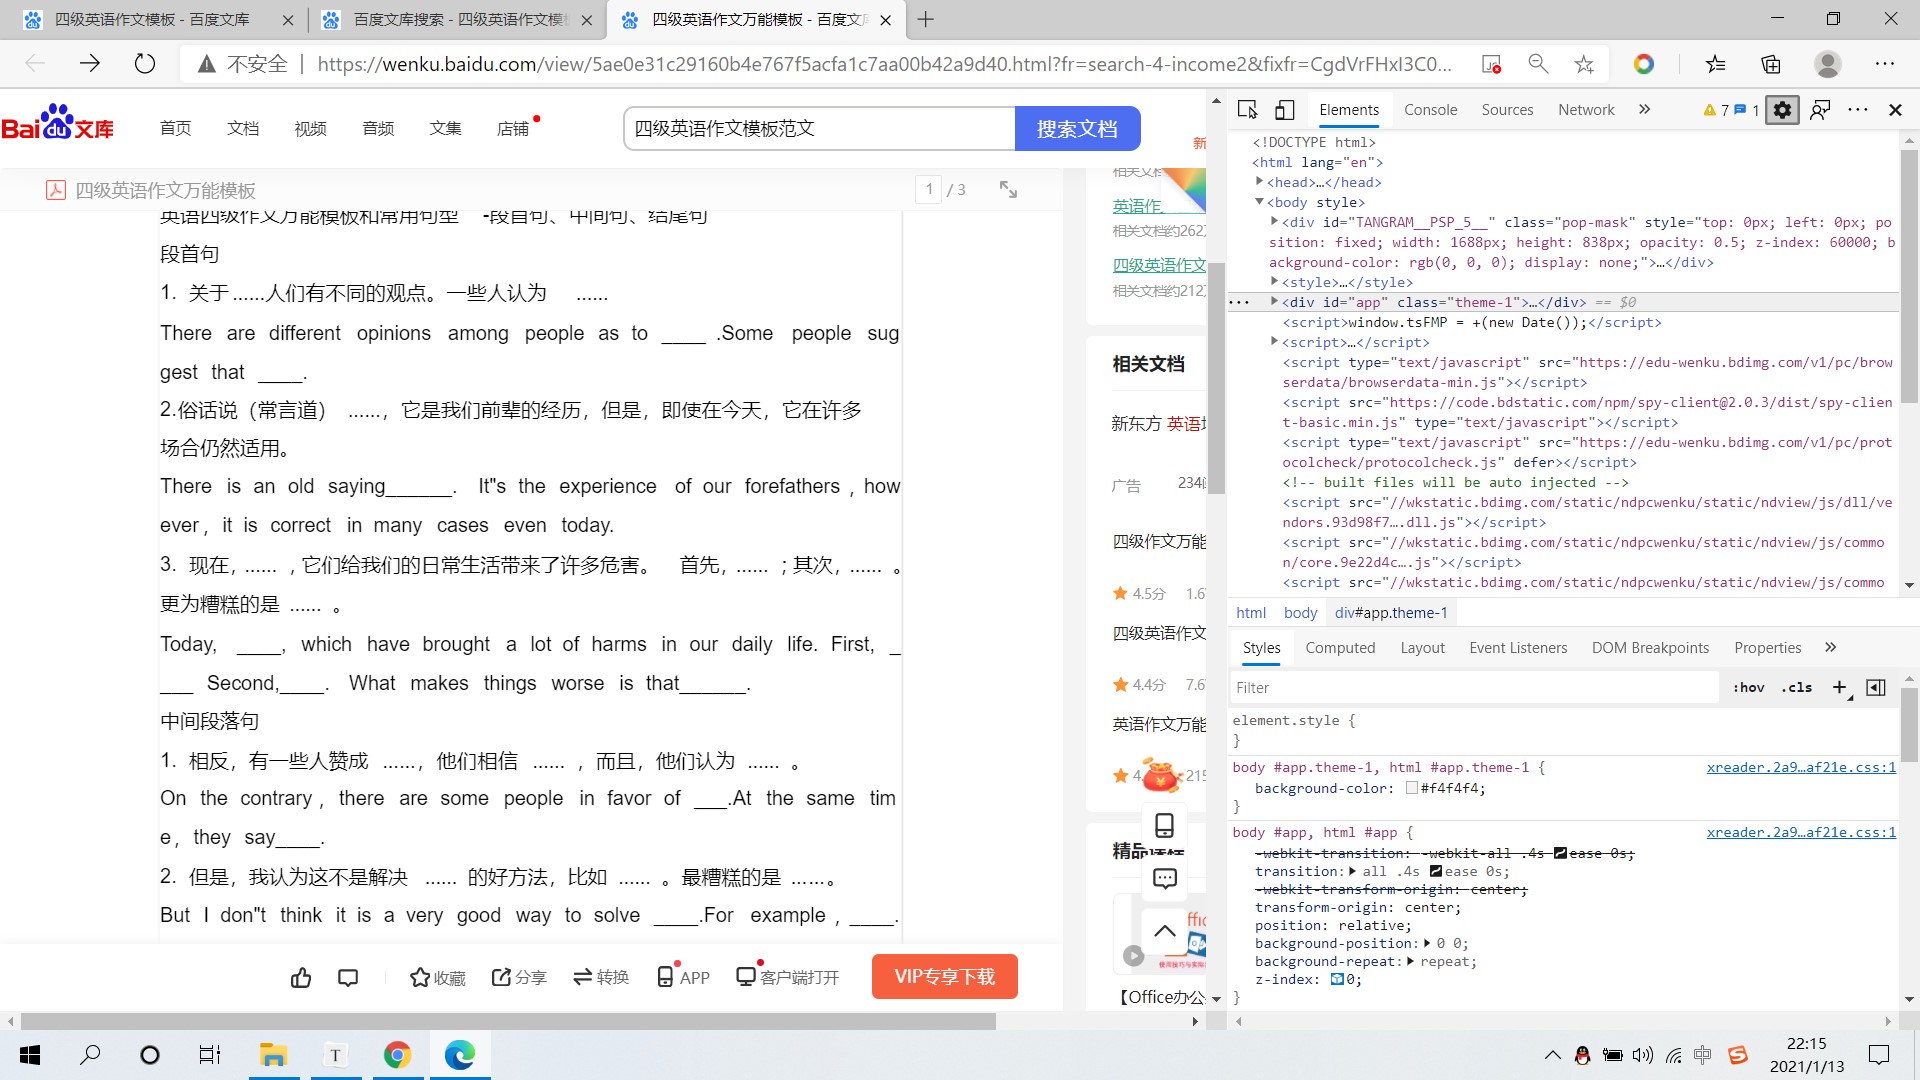 四级英语作文模板 - 百度文库
百度文库搜索 - 四级英语作文模
四级英语作文万能模板 - 百度文
不安全
https://wenku.baidu.com/view/5ae0e31c29160b4e767f5acfa1c7aa00b42a9d40.html?fr=search-4-income2&fixfr=CgdVrFHxI3C0...
Bai du 文库
首页
文档
视频
音频
文集
店铺
四级英语作文模板范文
搜索文档
新
四级英语作文万能模板
1 / 3
英语四级作文万能模板和常用句型 -段首句、中间句、结尾句
段首句
1. 关于......人们有不同的观点。一些人认为 ......
There are different opinions among people as to ____ .Some people sug
gest that ____.
2.俗话说（常言道） ......，它是我们前辈的经历，但是，即使在今天，它在许多
场合仍然适用。
There is an old saying______. It"s the experience of our forefathers , how
ever , it is correct in many cases even today.
3. 现在，...... , 它们给我们的日常生活带来了许多危害。 首先，...... ; 其次，...... 。
更为糟糕的是 ...... 。
Today, ____, which have brought a lot of harms in our daily life. First, _
___ Second,____. What makes things worse is that______.
中间段落句
1. 相反，有一些人赞成 ......，他们相信 ...... ，而且，他们认为 ...... 。
On the contrary , there are some people in favor of ___.At the same tim
e , they say____.
2. 但是，我认为这不是解决 ...... 的好方法，比如 ...... 。最糟糕的是 ......。
But I don"t think it is a very good way to solve ____.For example , ____.
收藏
分享
转换
APP
客户端打开
VIP专享下载
相关文档
英语作
相关文档约262
四级英语作文
相关文档约212
相关文档
新东方 英语
广告
234
四级作文万能
4.5分 1.6
四级英语作文
4.4分 7.6
英语作文万能
4. 215
精品
【Office办公
Elements
Console
Sources
Network
7
1
<!DOCTYPE html>
<html lang="en">
<head>…</head>
<body style>
<div id="TANGRAM__PSP_5__" class="pop-mask" style="top: 0px; left: 0px; po
sition: fixed; width: 1688px; height: 838px; opacity: 0.5; z-index: 60000; b
ackground-color: rgb(0, 0, 0); display: none;">…</div>
<style>…</style>
<div id="app" class="theme-1">…</div> == $0
<script>window.tsFMP = +(new Date());</script>
<script>…</script>
<script type="text/javascript" src="https://edu-wenku.bdimg.com/v1/pc/brow
serdata/browserdata-min.js"></script>
<script src="https://code.bdstatic.com/npm/spy-client@2.0.3/dist/spy-clien
t-basic.min.js" type="text/javascript"></script>
<script type="text/javascript" src="https://edu-wenku.bdimg.com/v1/pc/prot
ocolcheck/protocolcheck.js" defer></script>
<!-- built files will be auto injected -->
<script src="//wkstatic.bdimg.com/static/ndpcwenku/static/ndview/js/dll/ve
ndors.93d98f7….dll.js"></script>
<script src="//wkstatic.bdimg.com/static/ndpcwenku/static/ndview/js/commo
n/core.9e22d4c….js"></script>
<script src="//wkstatic.bdimg.com/static/ndpcwenku/static/ndview/js/commo
html
body
div#app.theme-1
Styles
Computed
Layout
Event Listeners
DOM Breakpoints
Properties
Filter
:hov
.cls
element.style {
}
body #app.theme-1, html #app.theme-1 {
xreader.2a9…af21e.css:1
background-color: #f4f4f4;
}
body #app, html #app {
xreader.2a9…af21e.css:1
-webkit-transition: -webkit-all .4s ease 0s;
transition: all .4s ease 0s;
-webkit-transform-origin: center;
transform-origin: center;
position: relative;
background-position: 0 0;
background-repeat: repeat;
z-index: 0;
}
中
22:15
2021/1/13